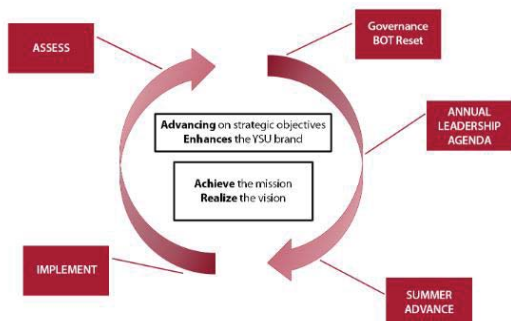 ASSESS
Governance
BOT Reset
Advancing on strategic objectives
Enhances the YSU brand
ANNUAL
LEADERSHIP
AGENDA
Achieve the mission
Realize the vision
IMPLEMENT
SUMMER
ADVANCE